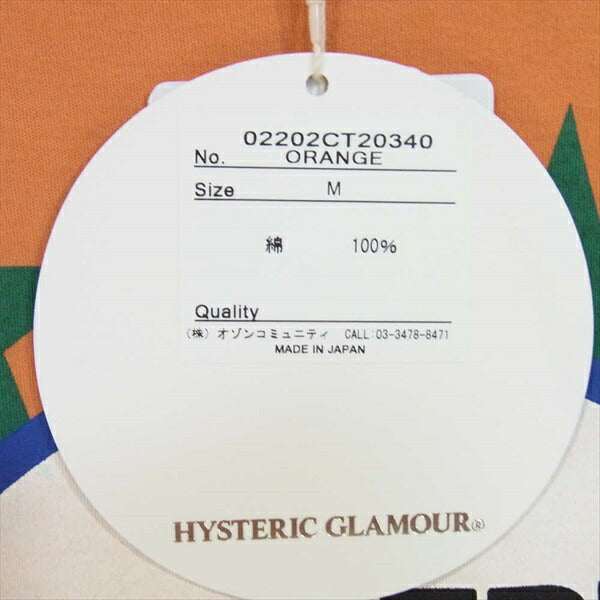 02202CT20340
No. ORANGE
Size M
綿 100%
Quality
(株) オゾンコミュニティ CALL:03-3478-8471
MADE IN JAPAN
HYSTERIC GLAMOUR®